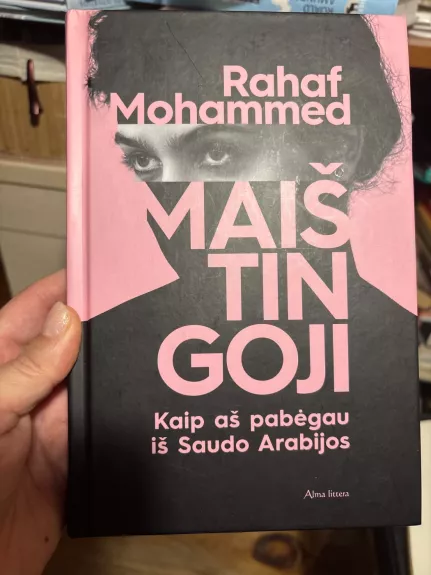 Rahaf
Mohammed
MAIŠ
TIN
GOJI
Kaip aš pabėgau
iš Saudo Arabijos
Alma littera